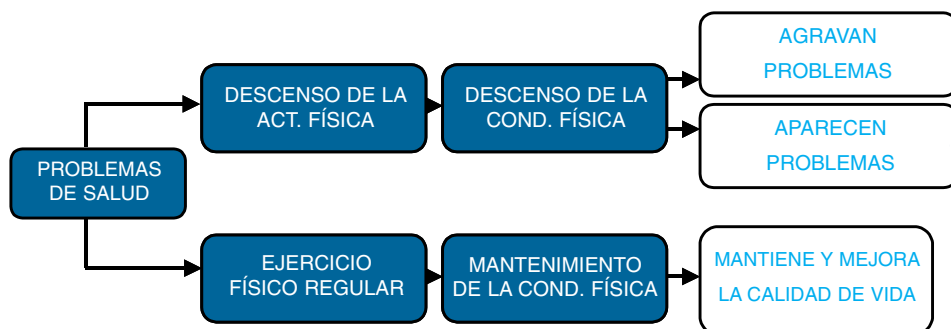 AGRAVAN
PROBLEMAS
DESCENSO DE LA
ACT. FÍSICA
DESCENSO DE LA
COND. FÍSICA
APARECEN
PROBLEMAS
PROBLEMAS
DE SALUD
EJERCICIO
FÍSICO REGULAR
MANTENIMIENTO
DE LA COND. FÍSICA
MANTIENE Y MEJORA
LA CALIDAD DE VIDA